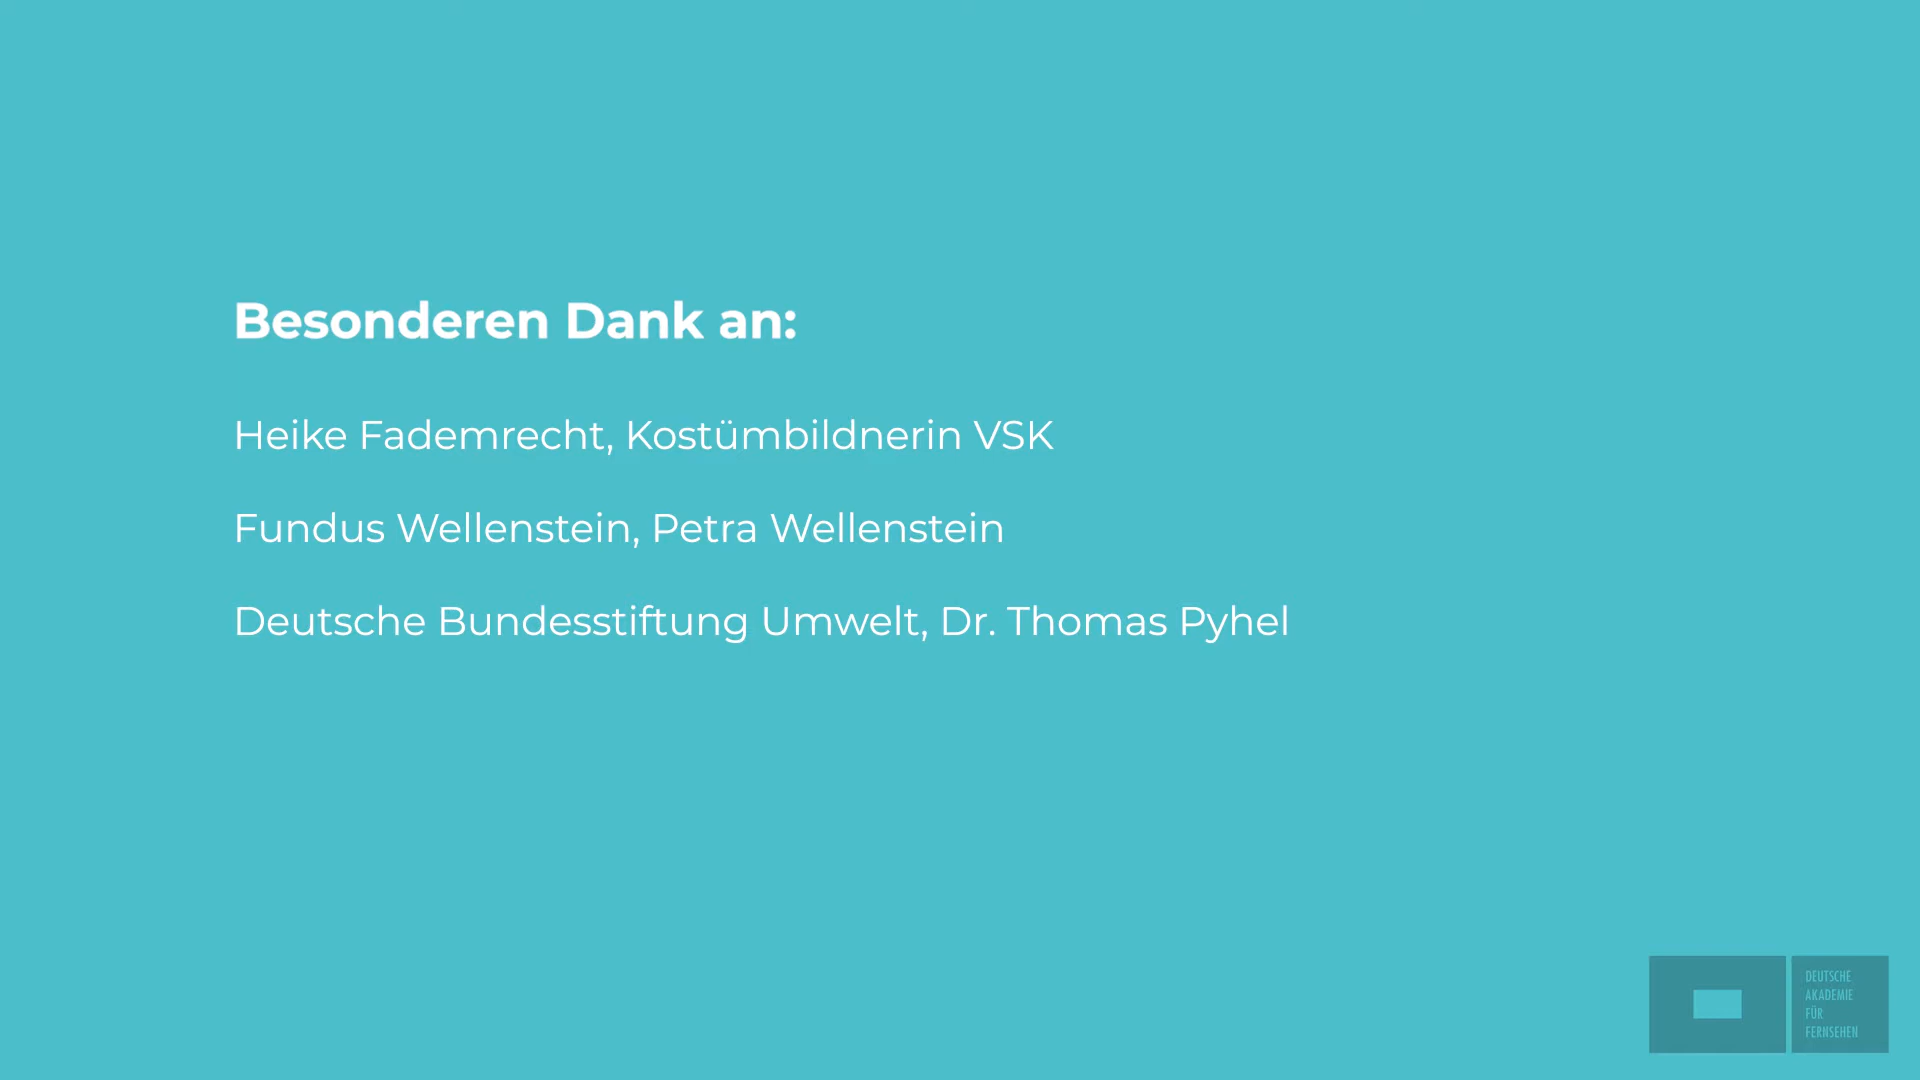 Besonderen Dank an:
Heike Fademrecht, Kostümbildnerin VSK
Fundus Wellenstein, Petra Wellenstein
Deutsche Bundesstiftung Umwelt, Dr. Thomas Pyhel
DEUTSCHE
AKADEMIE
FÜR
FERNSEHEN